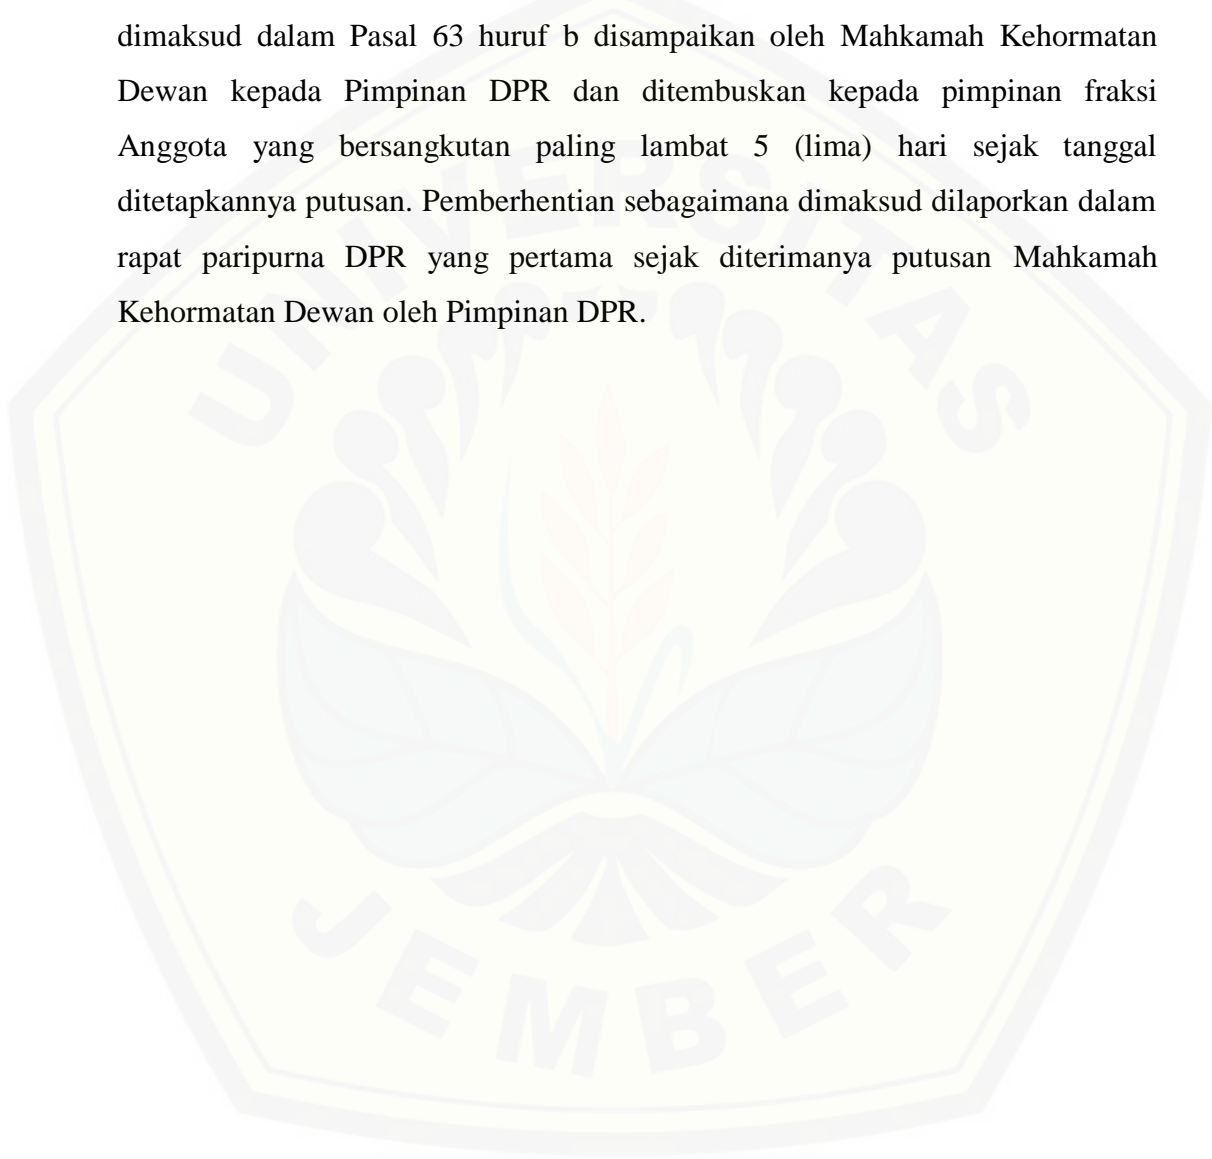 dimaksud dalam Pasal 63 huruf b disampaikan oleh Mahkamah Kehormatan
Dewan kepada Pimpinan DPR dan ditembuskan kepada pimpinan fraksi
Anggota yang bersangkutan paling lambat 5 (lima) hari sejak tanggal
ditetapkannya putusan. Pemberhentian sebagaimana dimaksud dilaporkan dalam
rapat paripurna DPR yang pertama sejak diterimanya putusan Mahkamah
Kehormatan Dewan oleh Pimpinan DPR.
UNIVERSITAS
JEMBER